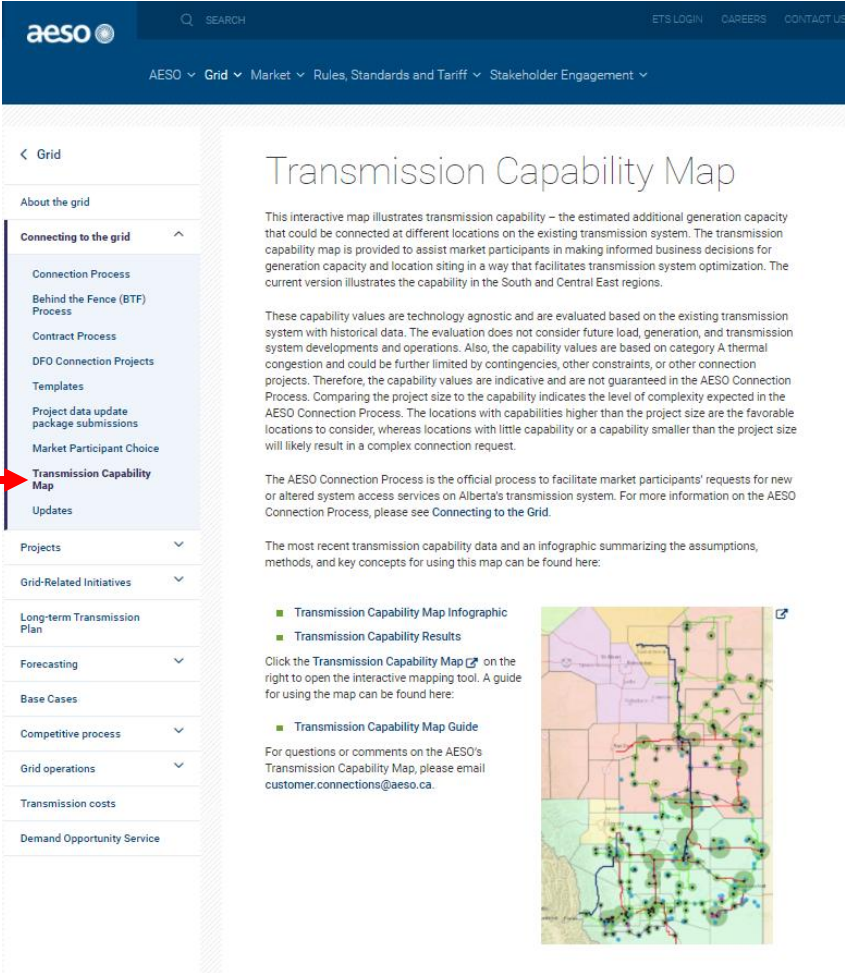 aeso
SEARCH
ETS LOGIN CAREERS CONTACT US
AESO Grid Market Rules, Standards and Tariff Stakeholder Engagement
Grid
About the grid
Connecting to the grid
Connection Process
Behind the Fence (BTF)
Process
Contract Process
DFO Connection Projects
Templates
Project data update
package submissions
Market Participant Choice
Transmission Capability
Map
Updates
Projects
Grid-Related Initiatives
Long-term Transmission
Plan
Forecasting
Base Cases
Competitive process
Grid operations
Transmission costs
Demand Opportunity Service
Transmission Capability Map
This interactive map illustrates transmission capability – the estimated additional generation capacity
that could be connected at different locations on the existing transmission system. The transmission
capability map is provided to assist market participants in making informed business decisions for
generation capacity and location siting in a way that facilitates transmission system optimization. The
current version illustrates the capability in the South and Central East regions.
These capability values are technology agnostic and are evaluated based on the existing transmission
system with historical data. The evaluation does not consider future load, generation, and transmission
system developments and operations. Also, the capability values are based on category A thermal
congestion and could be further limited by contingencies, other constraints, or other connection
projects. Therefore, the capability values are indicative and are not guaranteed in the AESO Connection
Process. Comparing the project size to the capability indicates the level of complexity expected in the
AESO Connection Process. The locations with capabilities higher than the project size are the favorable
locations to consider, whereas locations with little capability or a capability smaller than the project size
will likely result in a complex connection request.
The AESO Connection Process is the official process to facilitate market participants' requests for new
or altered system access services on Alberta's transmission system. For more information on the AESO
Connection Process, please see Connecting to the Grid.
The most recent transmission capability data and an infographic summarizing the assumptions,
methods, and key concepts for using this map can be found here:
Transmission Capability Map Infographic
Transmission Capability Results
Click the Transmission Capability Map on the
right to open the interactive mapping tool. A guide
for using the map can be found here:
Transmission Capability Map Guide
For questions or comments on the AESO's
Transmission Capability Map, please email
customer.connections@aeso.ca.